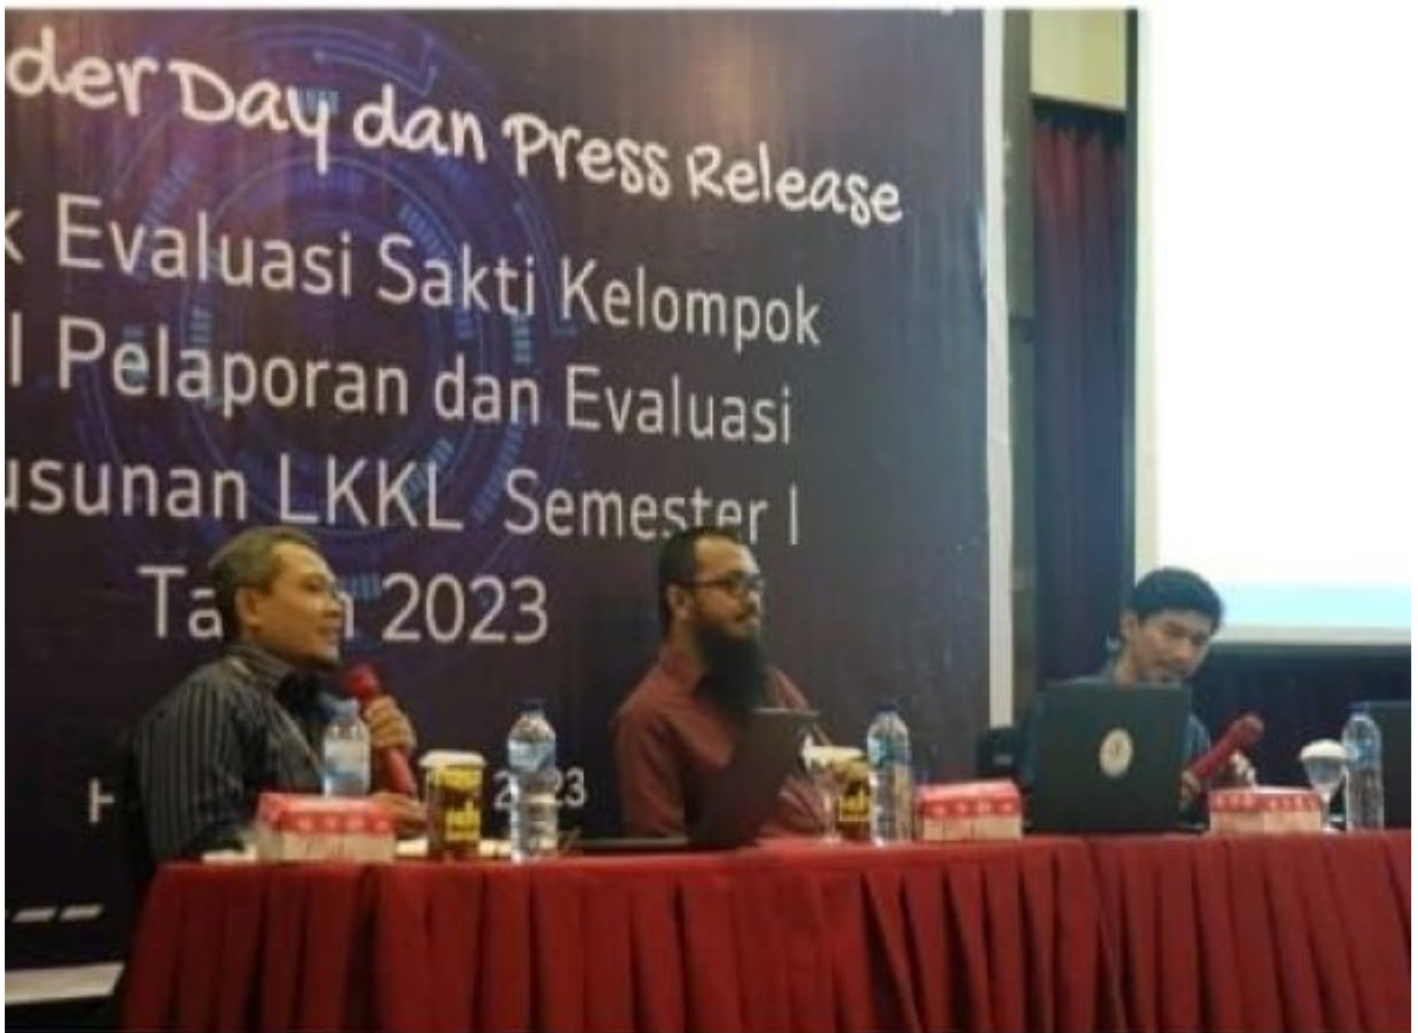 der Day dan Press Release
k Evaluasi Sakti Kelompok
l Pelaporan dan Evaluasi
usunan LKKL Semester I
2023